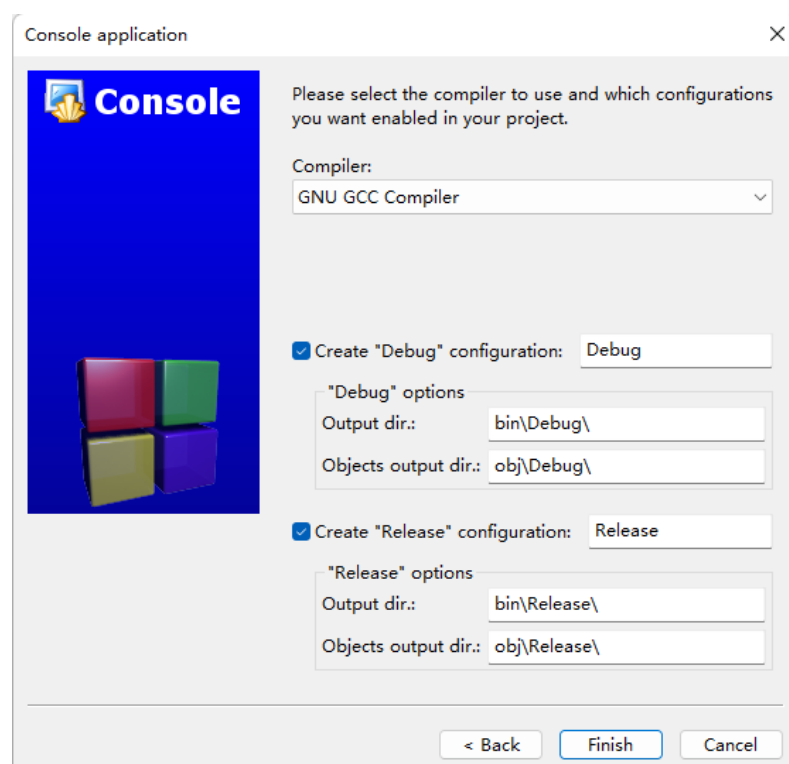 Console application
Console
Please select the compiler to use and which configurations
you want enabled in your project.
Compiler:
GNU GCC Compiler
Create "Debug" configuration: Debug
"Debug" options
Output dir.: bin\Debug\
Objects output dir.: obj\Debug\
Create "Release" configuration: Release
"Release" options
Output dir.: bin\Release\
Objects output dir.: obj\Release\
< Back Finish Cancel